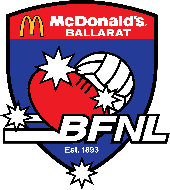 McDonald's
BALLARAT
BFNL
Est. 1893